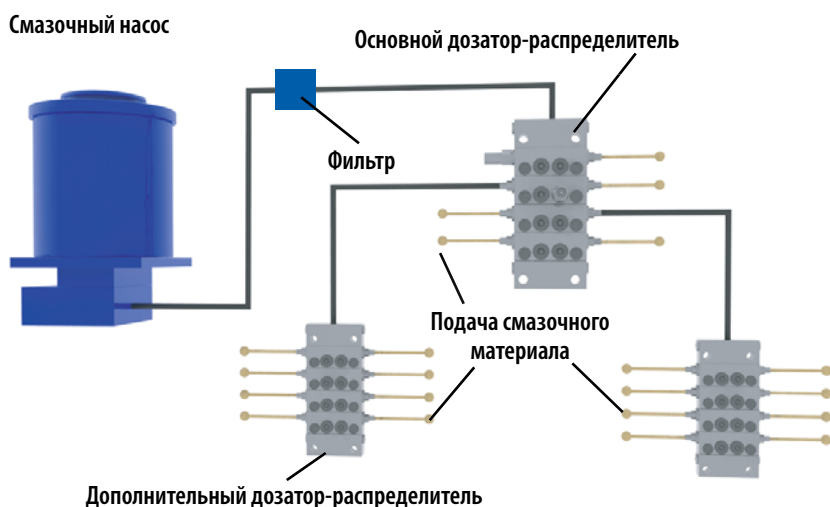 Смазочный насос
Основной дозатор-распределитель
Фильтр
Подача смазочного
материала
Дополнительный дозатор-распределитель